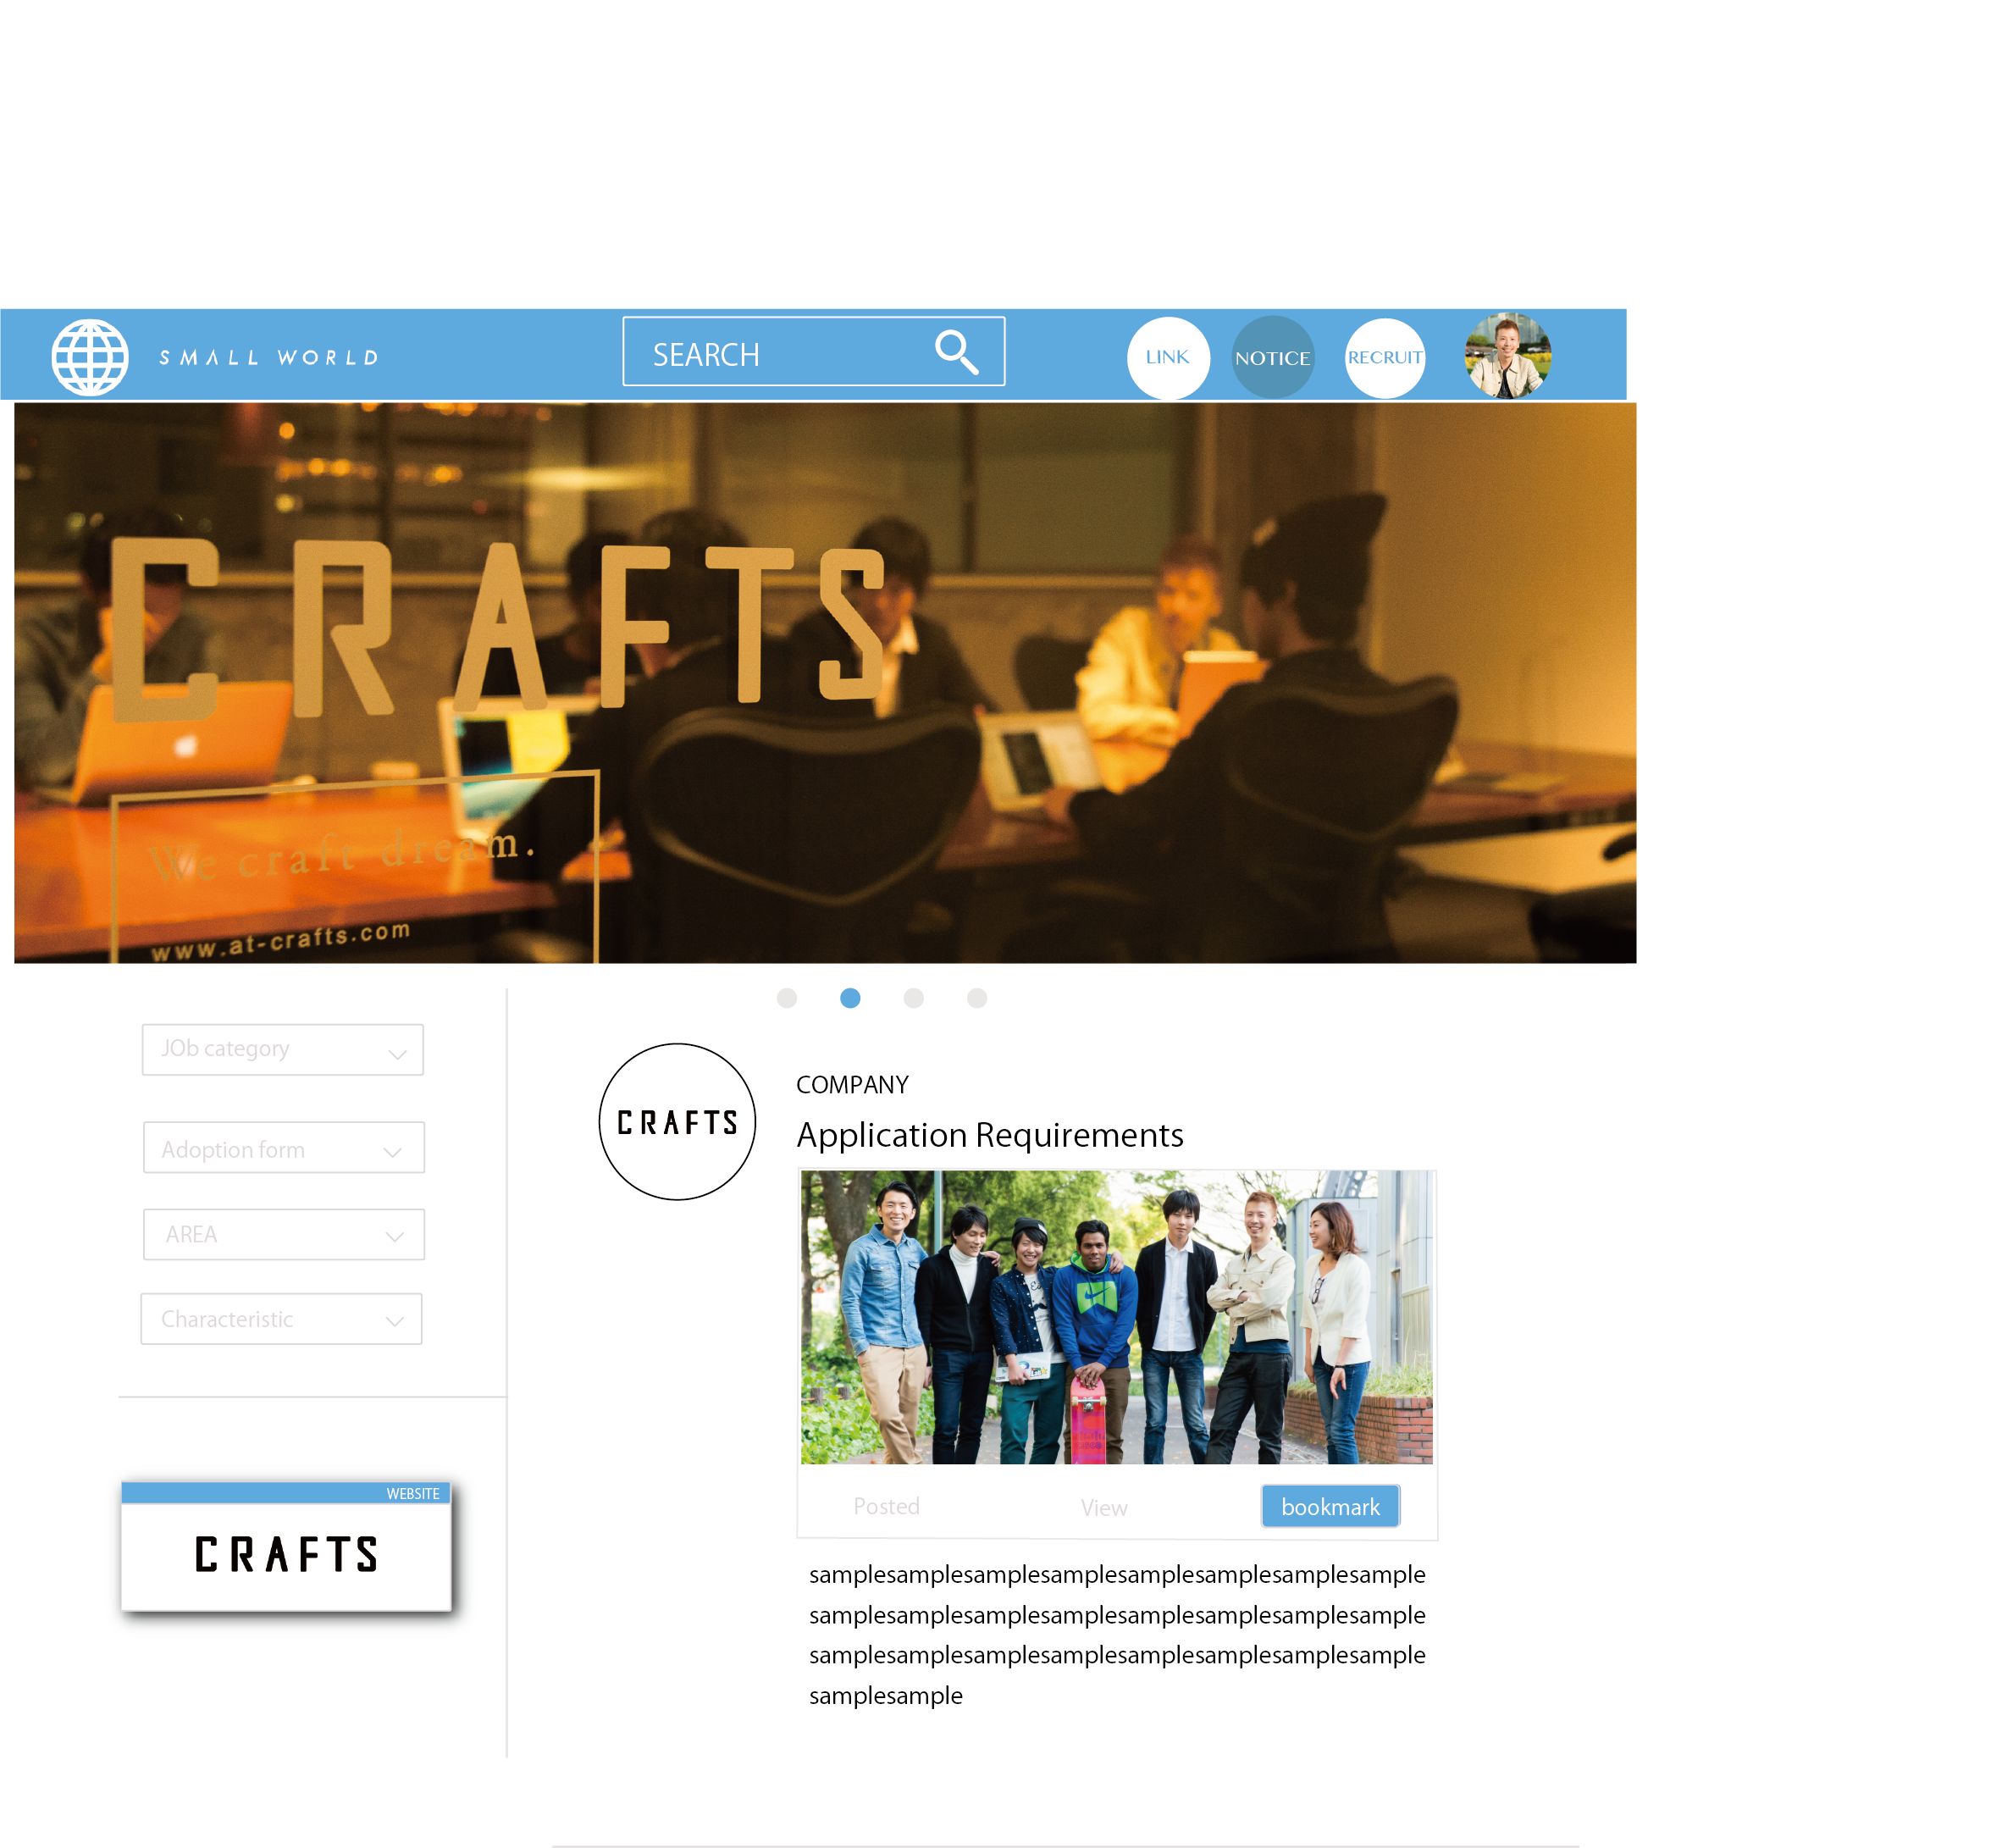 SMALL WORLD
SEARCH
LINK
NOTICE
RECRUIT
CRAFTS
We craft dream.
www.at-crafts.com
JOb category
Adoption form
AREA
Characteristic
WEBSITE
CRAFTS
CRAFTS
COMPANY
Application Requirements
Posted
View
bookmark
samplesamplesamplesamplesamplesamplesamplesample
samplesamplesamplesamplesamplesamplesamplesample
samplesamplesamplesamplesamplesamplesamplesample
samplesample